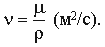 ν = μ/ρ (м²/с).